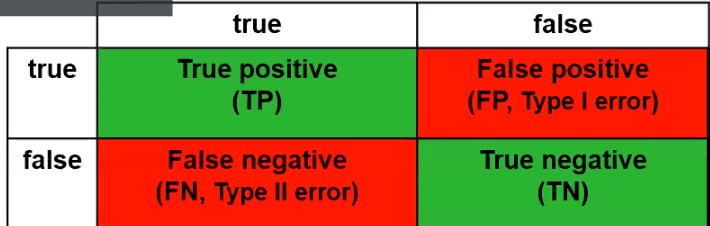 true false
true True positive False positive
(TP) (FP, Type I error)
false False negative True negative
(FN, Type II error) (TN)